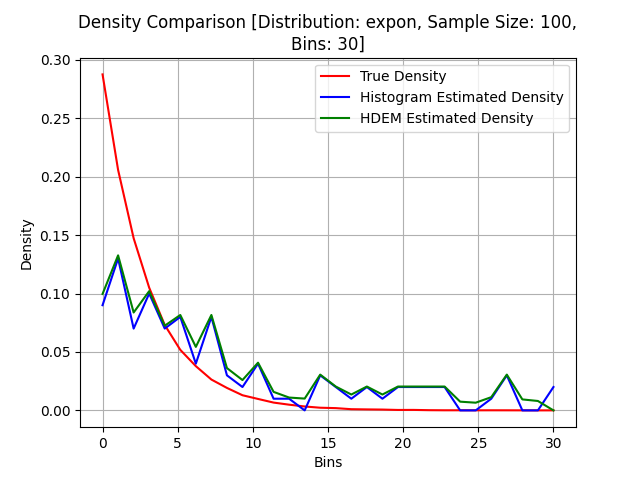 Density Comparison [Distribution: expon, Sample Size: 100,
Bins: 30]
True Density
Histogram Estimated Density
HDEM Estimated Density
Density
0.30
0.25
0.20
0.15
0.10
0.05
0.00
0 5 10 15 20 25 30
Bins